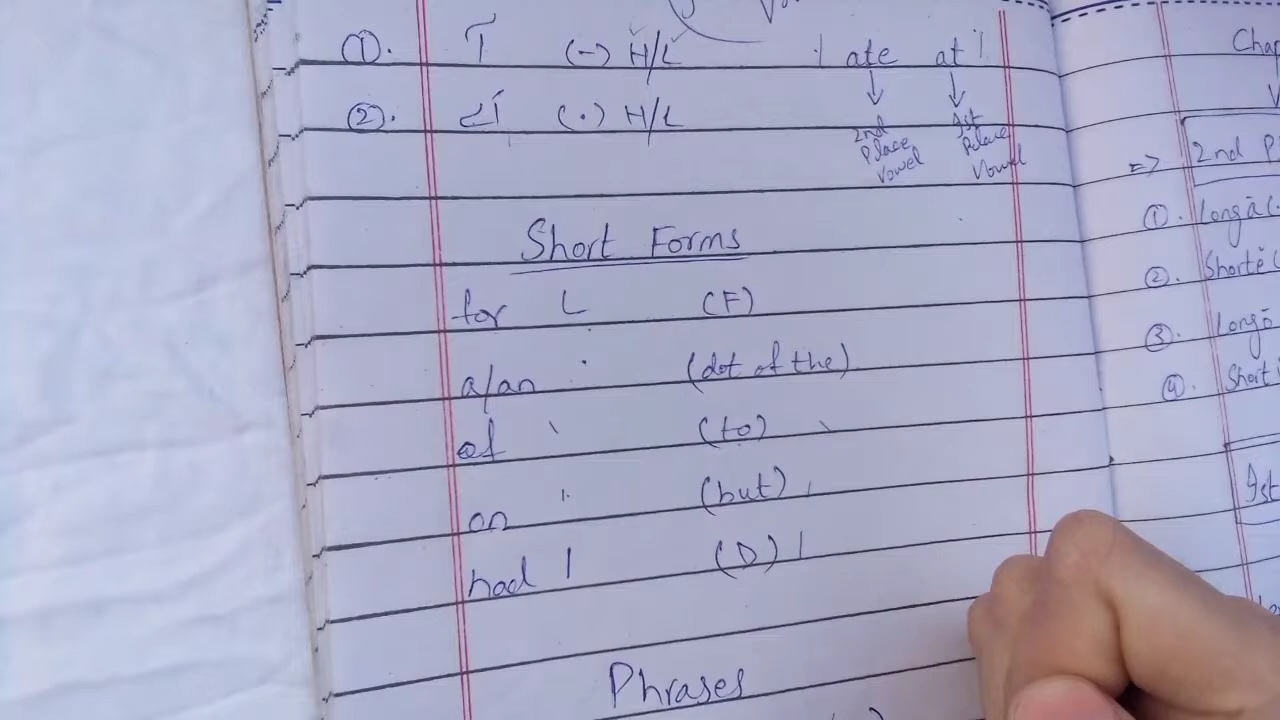 ①. (-) H/L ate at
②. (.) H/L
2nd Place Vowel
1st Place Vowel
Short Forms
for (F)
a/an . (dot of the)
of \ (to) \
on (but)
had | (D) |
Phrases
Chap
=> 2nd P
①. Long ā (
② Short ĕ (
③. Long ō
④. Short
1st